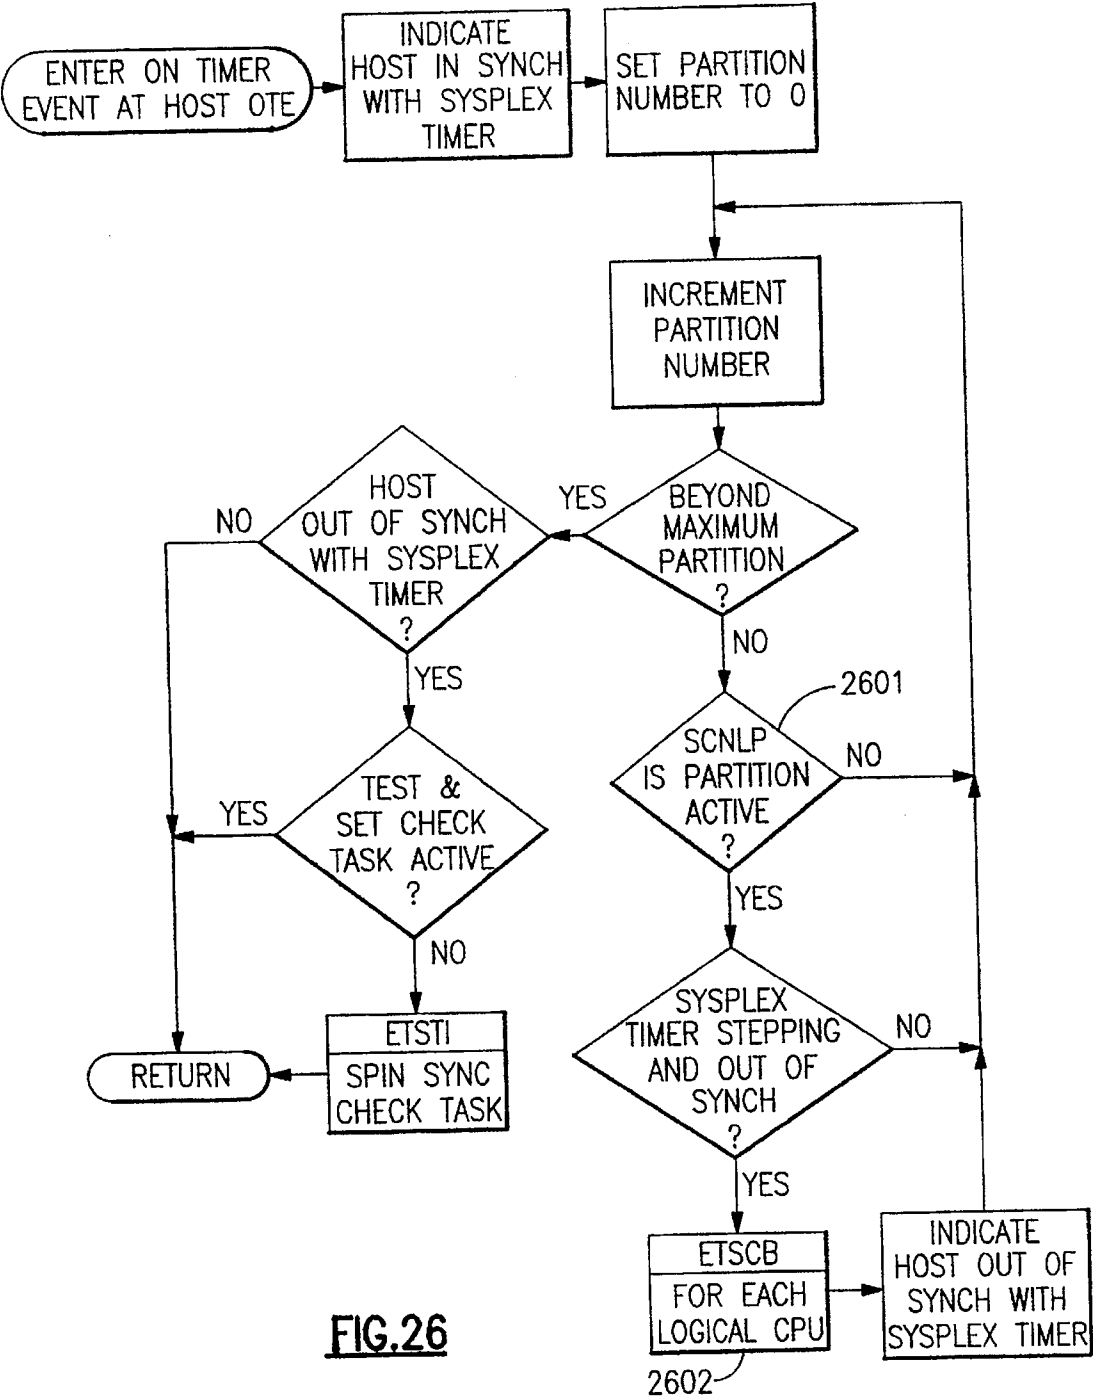 ENTER ON TIMER
EVENT AT HOST OTE
INDICATE
HOST IN SYNCH
WITH SYSPLEX
TIMER
SET PARTITION
NUMBER TO 0
INCREMENT
PARTITION
NUMBER
BEYOND
MAXIMUM
PARTITION
?
YES
NO
HOST
OUT OF SYNCH
WITH SYSPLEX
TIMER
?
NO
YES
TEST &
SET CHECK
TASK ACTIVE
?
YES
NO
ETSTI
SPIN SYNC
CHECK TASK
RETURN
2601
SCNLP
IS PARTITION
ACTIVE
?
NO
YES
SYSPLEX
TIMER STEPPING
AND OUT OF
SYNCH
?
NO
YES
ETSCB
FOR EACH
LOGICAL CPU
2602
INDICATE
HOST OUT OF
SYNCH WITH
SYSPLEX TIMER
FIG.26